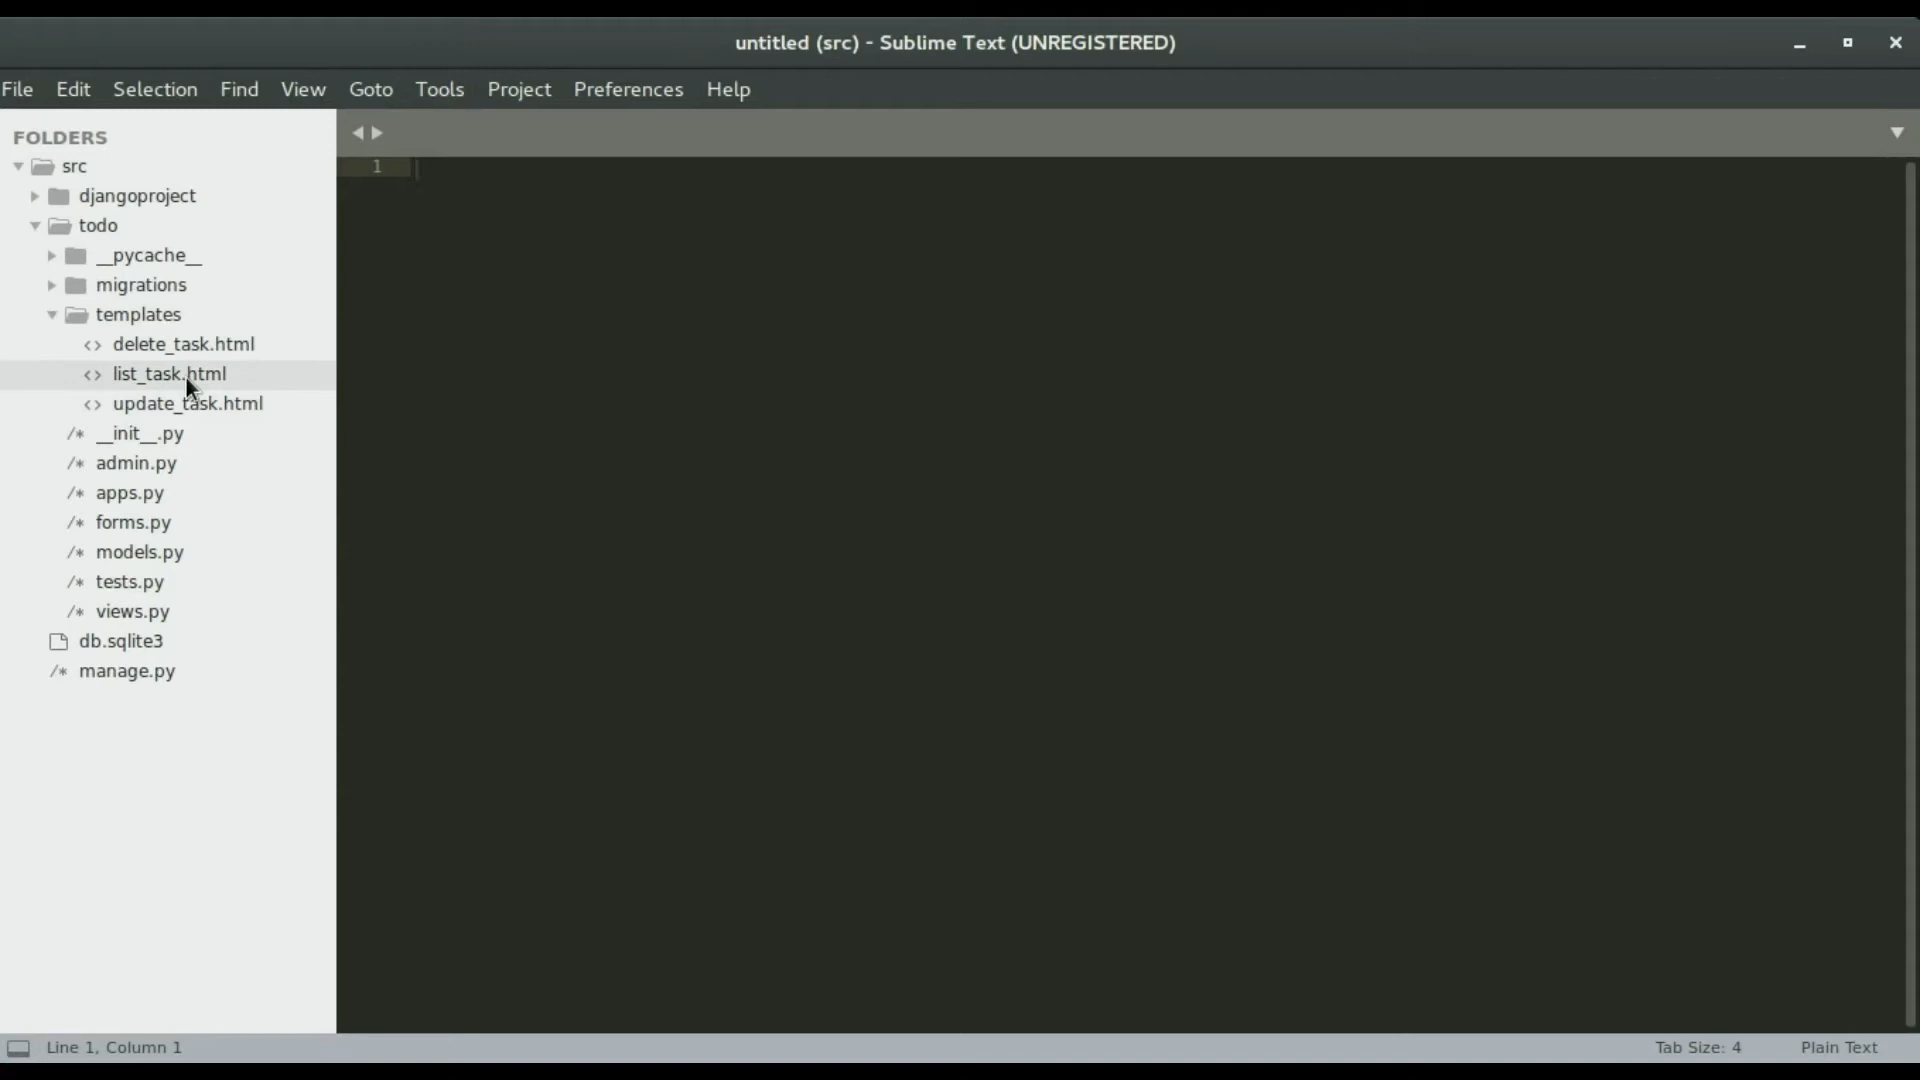 untitled (src) - Sublime Text (UNREGISTERED)
File Edit Selection Find View Goto Tools Project Preferences Help
FOLDERS
src
djangoproject
todo
__pycache__
migrations
templates
<> delete_task.html
<> list_task.html
<> update_task.html
/* __init__.py
/* admin.py
/* apps.py
/* forms.py
/* models.py
/* tests.py
/* views.py
db.sqlite3
/* manage.py
1
Line 1, Column 1
Tab Size: 4
Plain Text